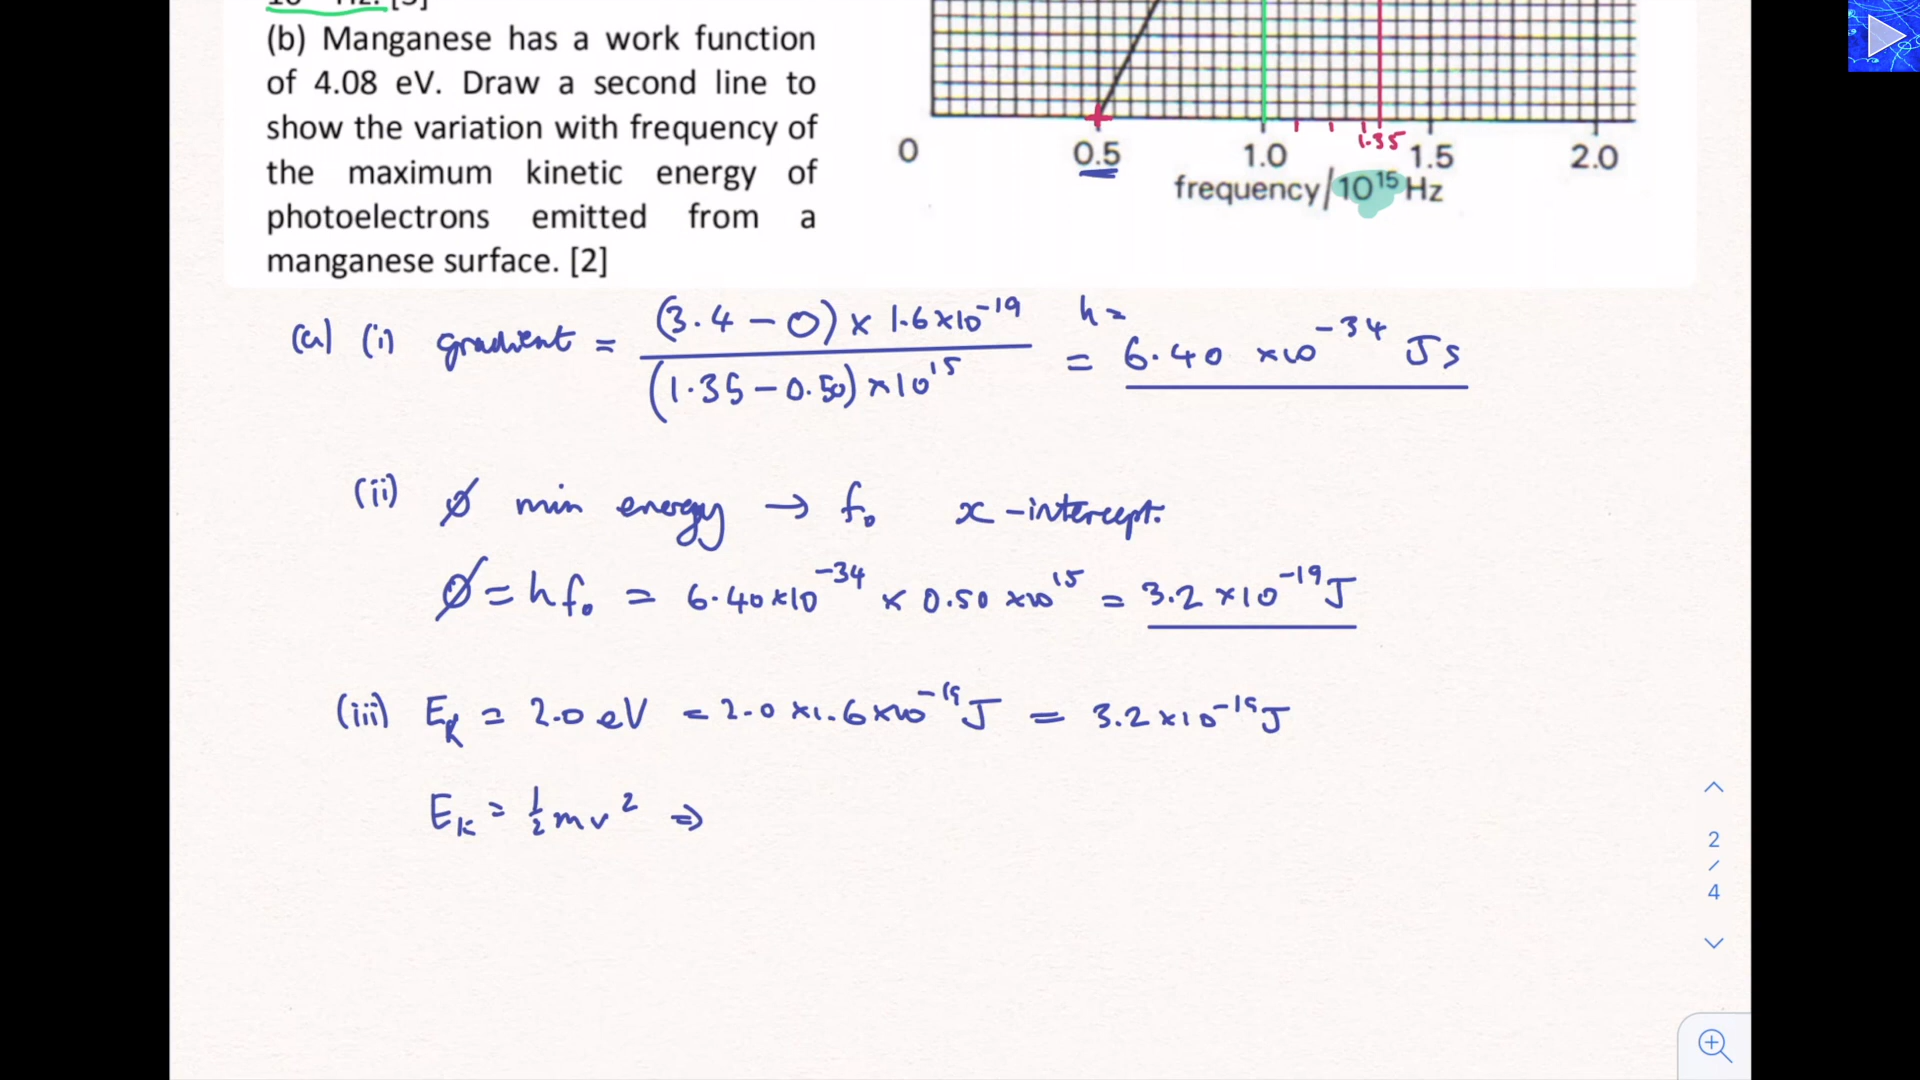 (b) Manganese has a work function
of 4.08 eV. Draw a second line to
show the variation with frequency of
the maximum kinetic energy of
photoelectrons emitted from a
manganese surface. [2]
1.35
0 0.5 1.0 1.5 2.0
frequency/10¹⁵ Hz
(a) (i) gradient = (3.4 - 0) × 1.6 × 10⁻¹⁹ / (1.35 - 0.50) × 10¹⁵ h = = 6.40 × 10⁻³⁴ J s
(ii) ø min energy → f₀ x-intercept.
ø = h f₀ = 6.40 × 10⁻³⁴ × 0.50 × 10¹⁵ = 3.2 × 10⁻¹⁹ J
(iii) Eₖ = 2.0 eV = 2.0 × 1.6 × 10⁻¹⁹ J = 3.2 × 10⁻¹⁹ J
Eₖ = ½ m v² ⇒
2
/
4